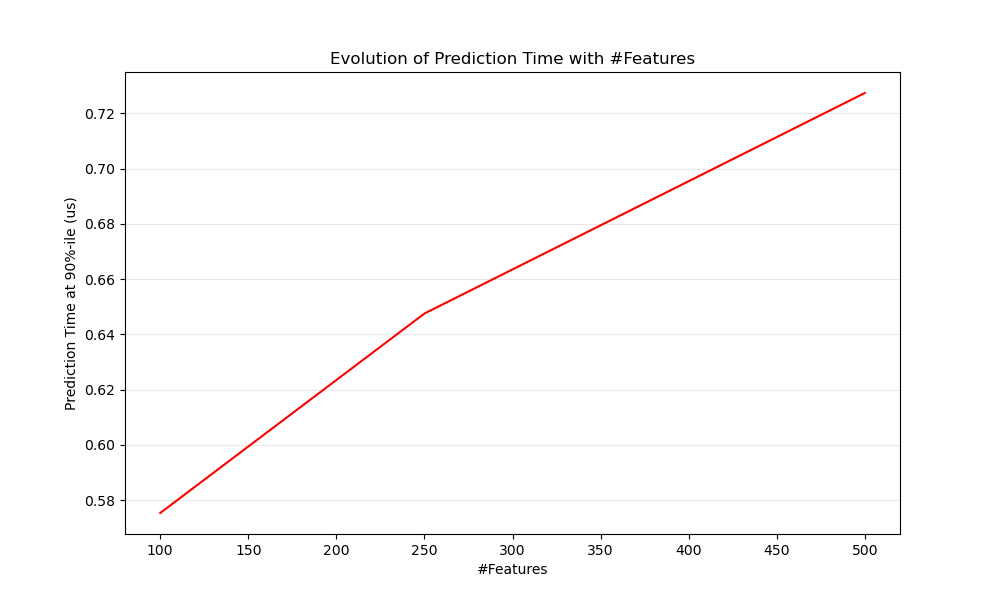 Evolution of Prediction Time with #Features
Prediction Time at 90%-ile (us)
0.72
0.70
0.68
0.66
0.64
0.62
0.60
0.58
100 150 200 250 300 350 400 450 500
#Features